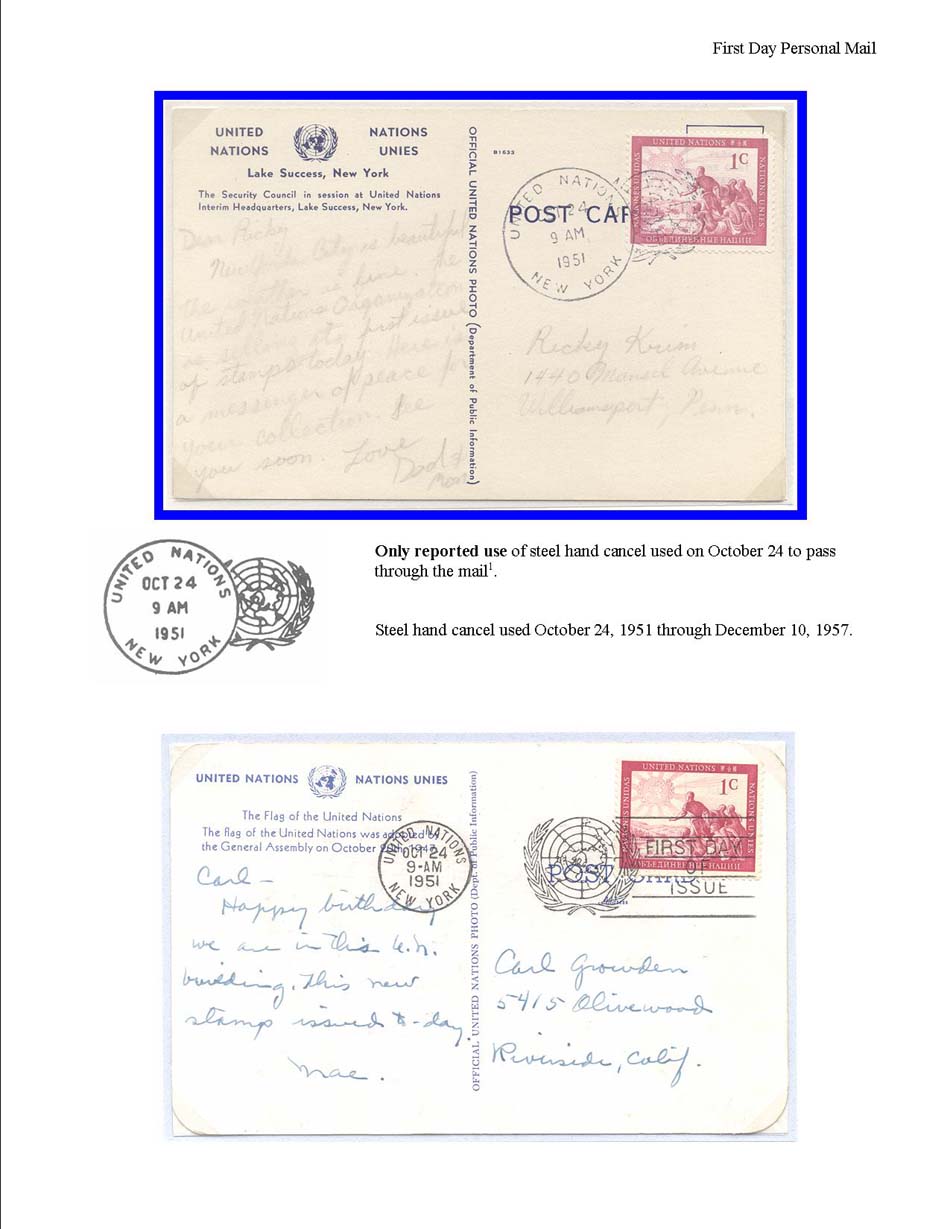 First Day Personal Mail
UNITED NATIONS
NATIONS UNIES
Lake Success, New York
The Security Council in session at United Nations
Interim Headquarters, Lake Success, New York.
Dear Ricky
New York City is beautiful
The weather is fine. The
United Nations Organization
is selling its first issue
of stamps today. Here is
a messenger of peace for
your collection. See
you soon. Love
Dad &
Mom
OFFICIAL UNITED NATIONS PHOTO (Department of Public Information)
B1633
POST CAR
UNITED NATIONS
OCT 24
9 AM
1951
NEW YORK
UNITED NATIONS
1c
NATIONS UNIES
ОБЪЕДИНЕННЫЕ НАЦИИ
Ricky Krim
1440 Mansel Avenue
Williamsport, Penn.
UNITED NATIONS
OCT 24
9 AM
1951
NEW YORK
Only reported use of steel hand cancel used on October 24 to pass
through the mail1.
Steel hand cancel used October 24, 1951 through December 10, 1957.
UNITED NATIONS NATIONS UNIES
The Flag of the United Nations
The flag of the United Nations was adopted by
the General Assembly on October 20th, 1947.
UNITED NATIONS
OCT 24
9-AM
1951
NEW YORK
Carl -
Happy birthday
we are in this U.N.
building. This new
stamp issued to-day.
Mae.
OFFICIAL UNITED NATIONS PHOTO (Dept. of Public Information)
POST CARD
UNITED NATIONS
1c
NACIONES UNIDAS
NATIONS UNIES
ОБЪЕДИНЕННЫЕ НАЦИИ
FIRST DAY
OF
ISSUE
Carl Growden
5415 Olivewood
Riverside, Calif.